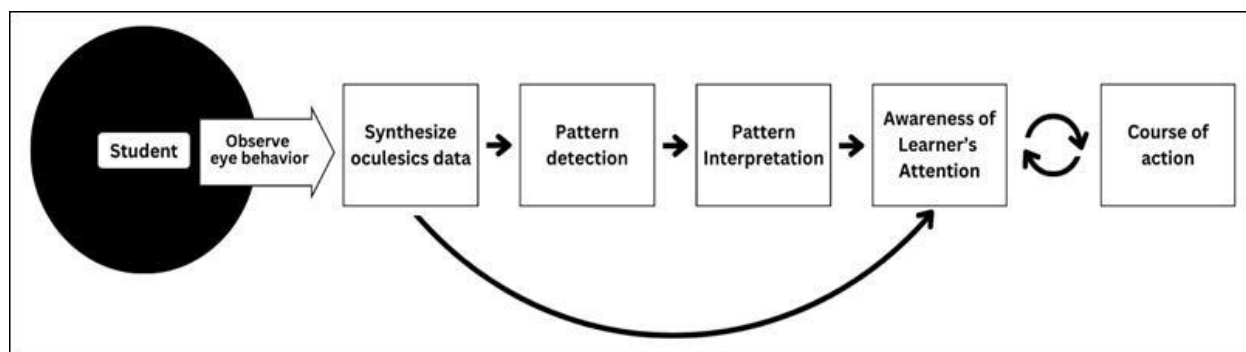 Student
Observe
eye behavior
Synthesize
oculesics data
Pattern
detection
Pattern
Interpretation
Awareness of
Learner's
Attention
Course of
action